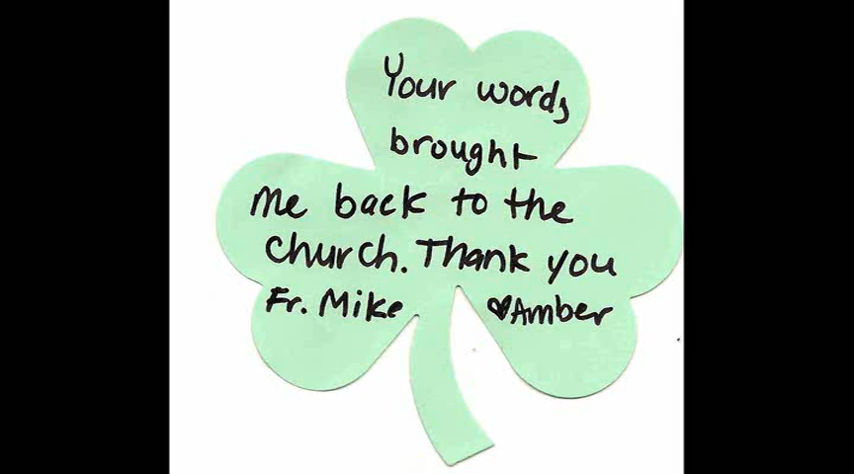 Your words
brought
me back to the
church. Thank you
Fr. Mike ♥Amber